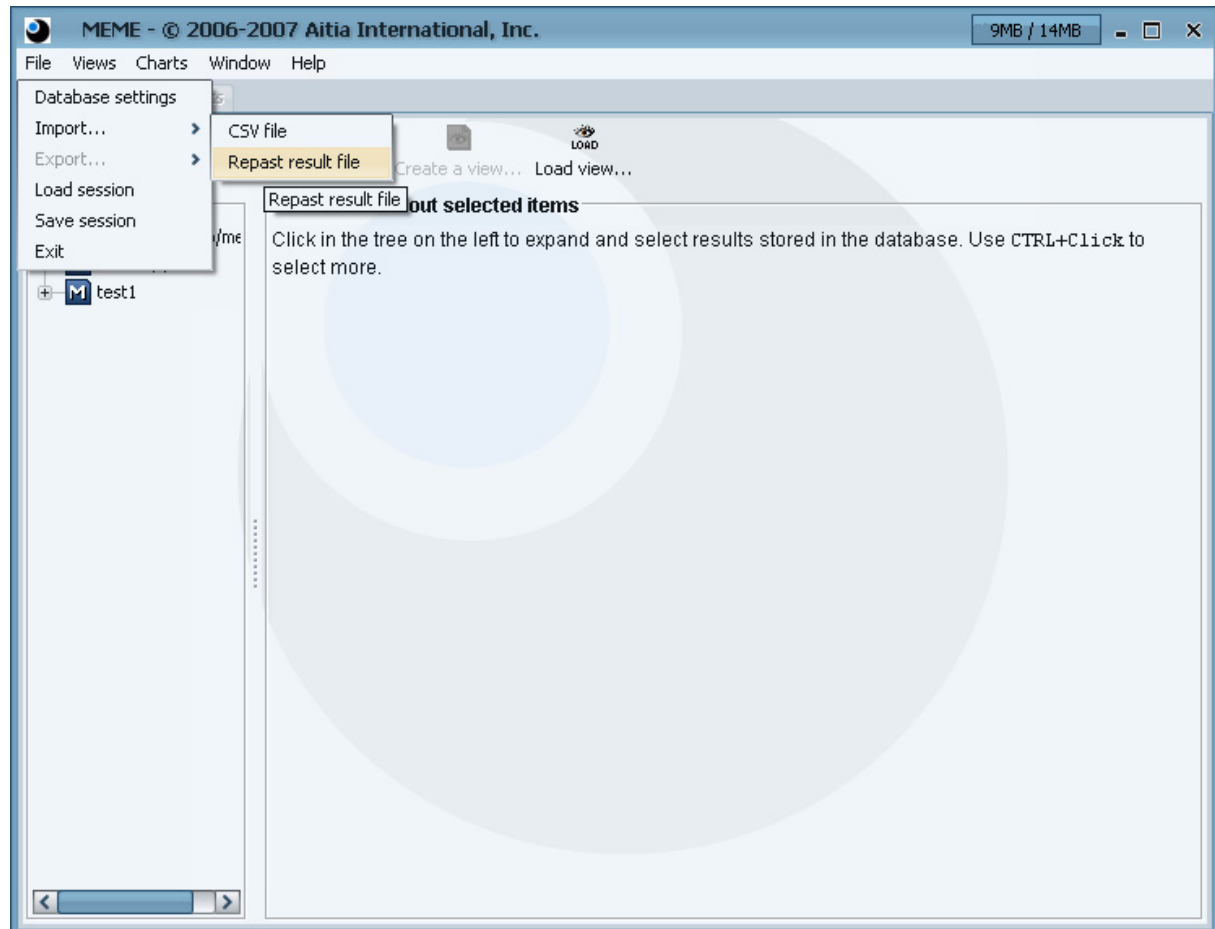 MEME - © 2006-2007 Aitia International, Inc. 9MB / 14MB
File Views Charts Window Help
Database settings
Import... CSV file
LOAD
Export... Repast result file Create a view... Load view...
Load session
Repast result file out selected items
Save session
/me Click in the tree on the left to expand and select results stored in the database. Use CTRL+Click to
Exit
select more.
M test1